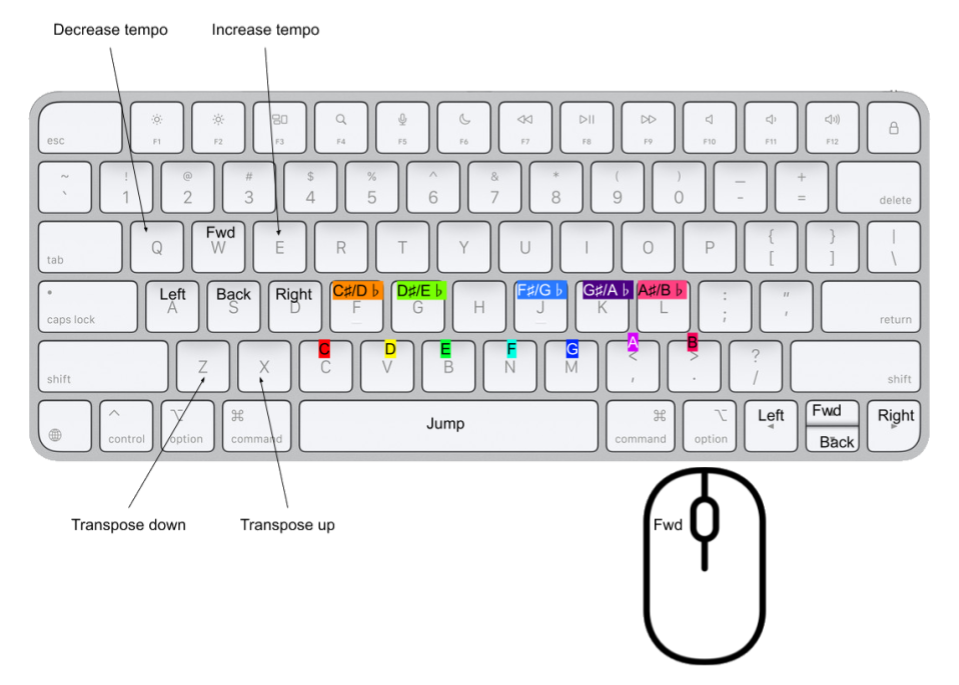 Decrease tempo Increase tempo
esc F1 F2 F3 F4 F5 F6 F7 F8 F9 F10 F11 F12
~ ` ! 1 @ 2 # 3 $ 4 % 5 ^ 6 & 7 * 8 ( 9 ) 0 — - + = delete
tab Q Fwd W E R T Y U I O P { [ } ] | \
caps lock Left A Back S Right D C♯/D♭ F D♯/E♭ G H F♯/G♭ J G♯/A♭ K A♯/B♭ L : ; " ' return
shift Z X C C D V E B F N G M A < , B > . ? / shift
control option command Jump command option Left Fwd Back Right
Transpose down Transpose up
Fwd